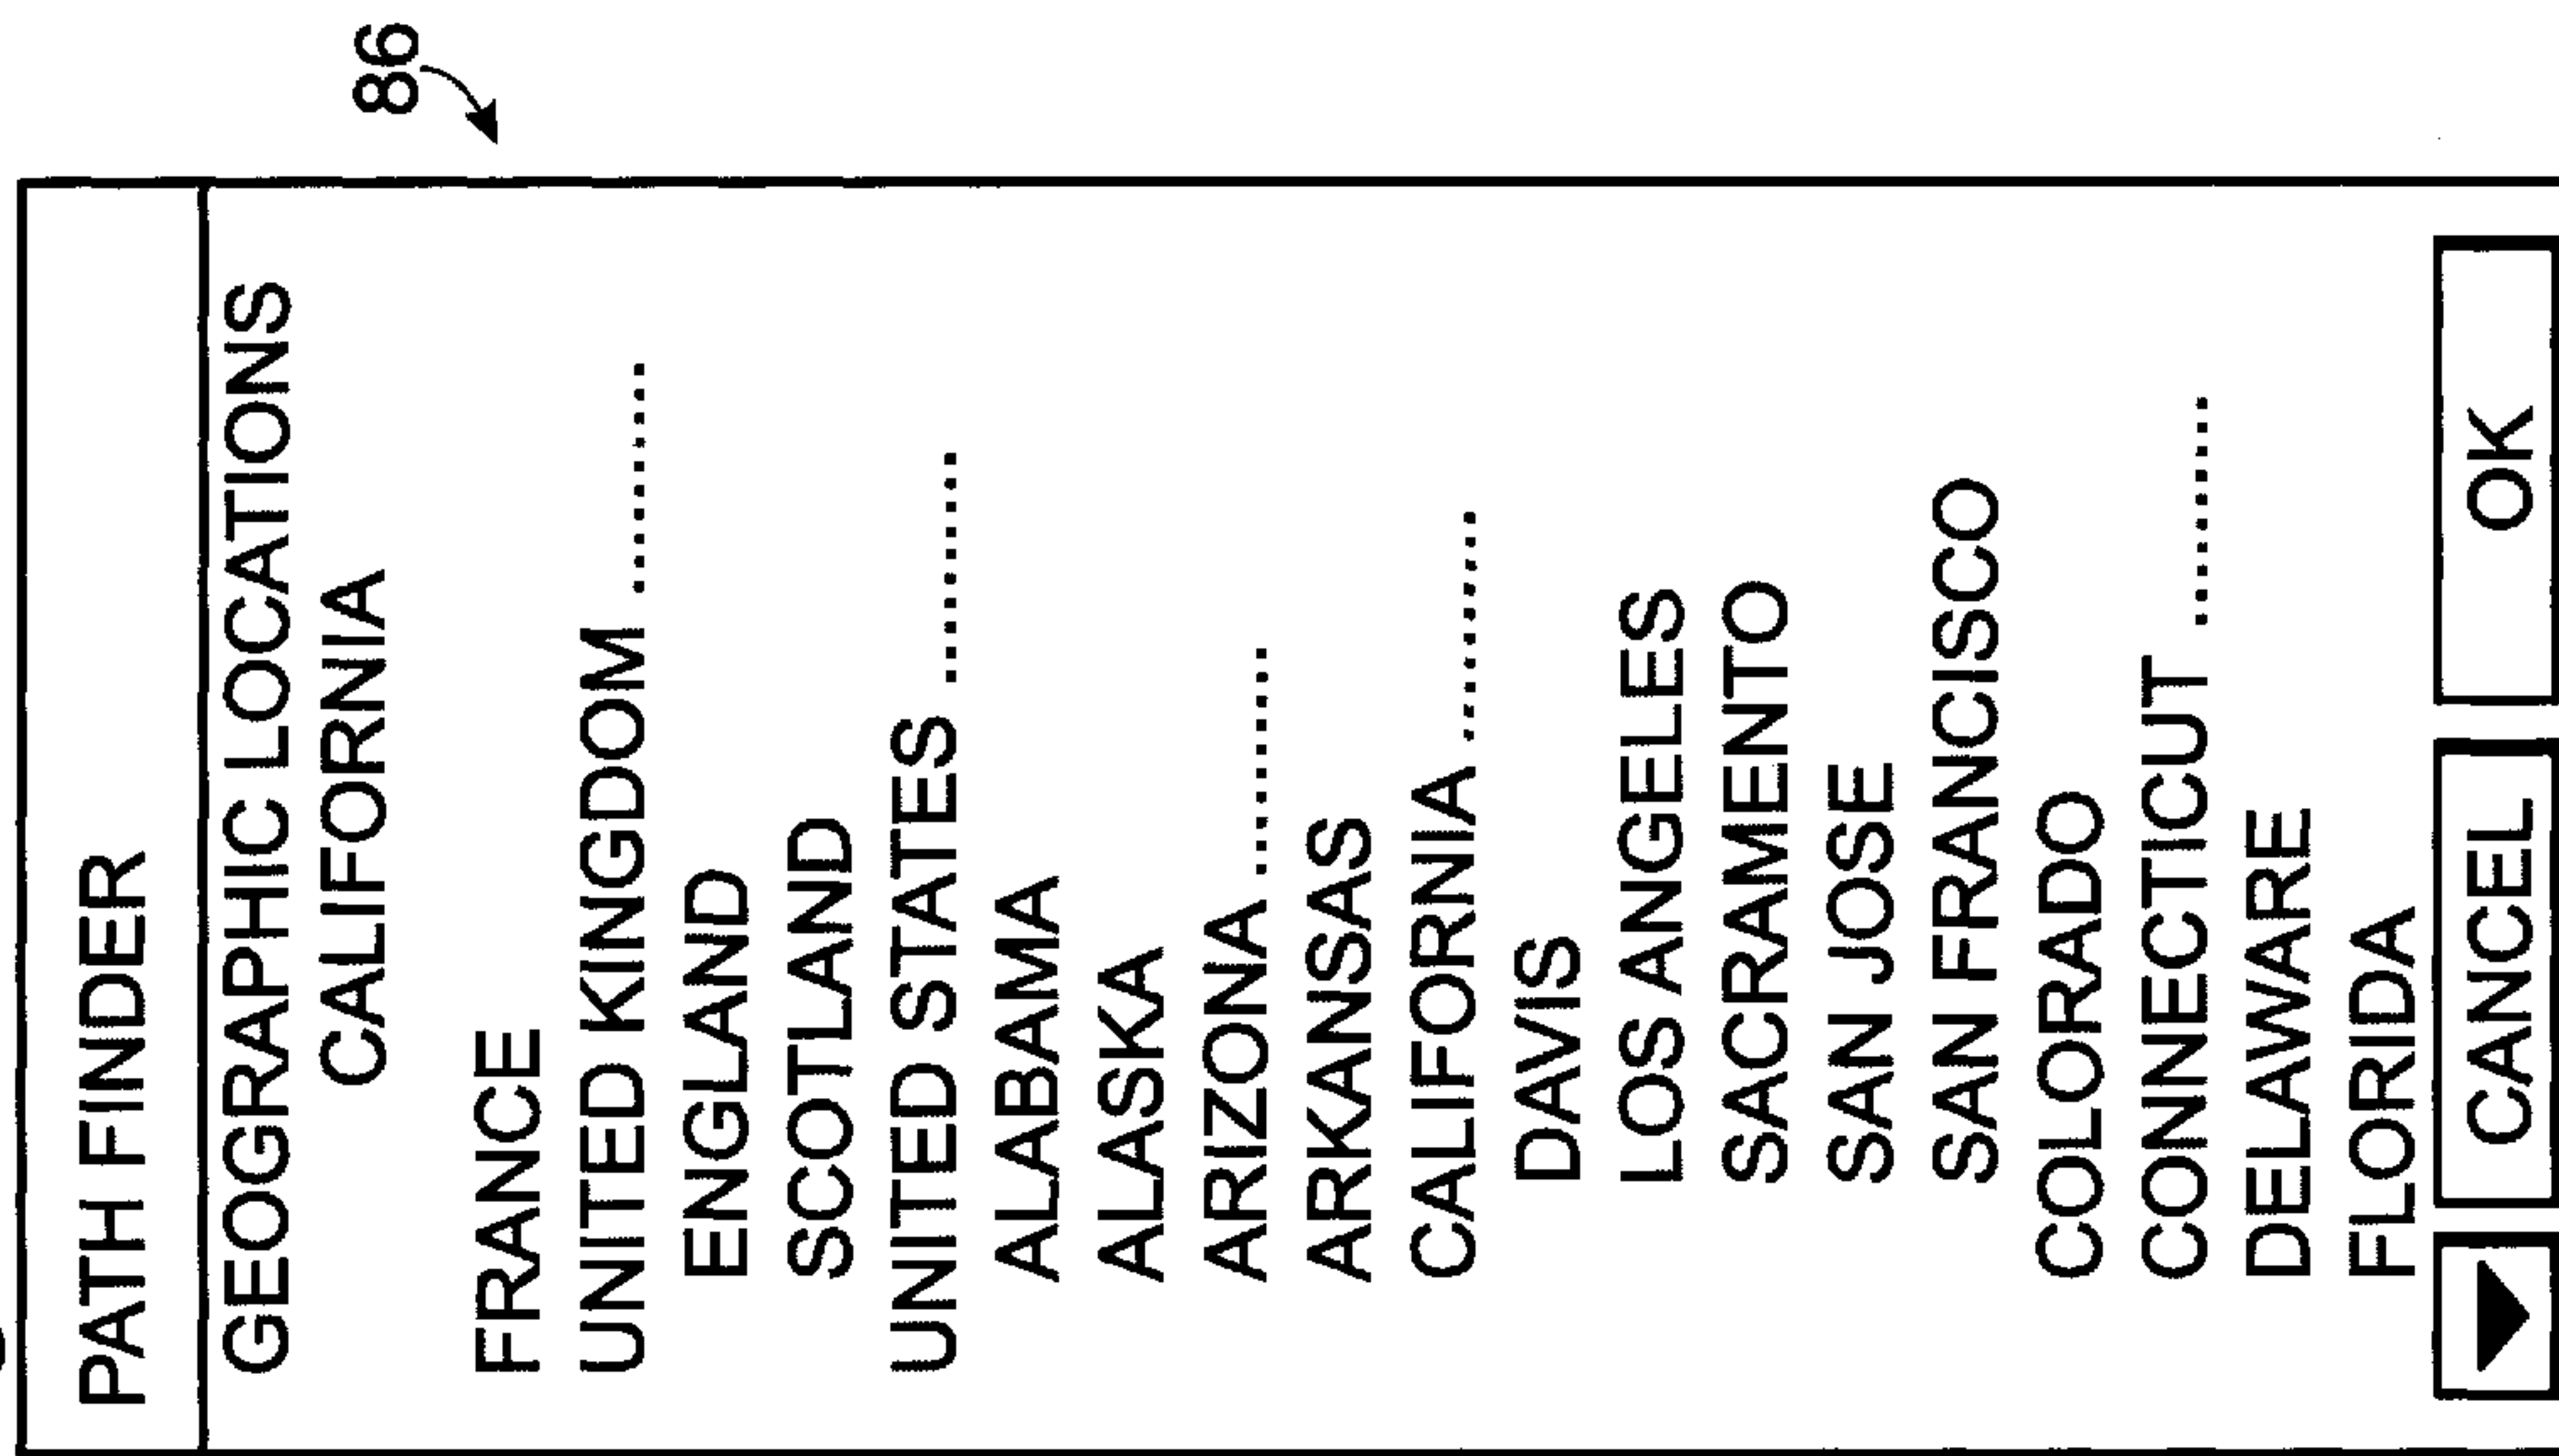 86
PATH FINDER
GEOGRAPHIC LOCATIONS
CALIFORNIA
FRANCE
UNITED KINGDOM ..........
ENGLAND
SCOTLAND
UNITED STATES ..........
ALABAMA
ALASKA
ARIZONA ..........
ARKANSAS
CALIFORNIA ..........
DAVIS
LOS ANGELES
SACRAMENTO
SAN JOSE
SAN FRANCISCO
COLORADO
CONNECTICUT ..........
DELAWARE
FLORIDA
CANCEL OK